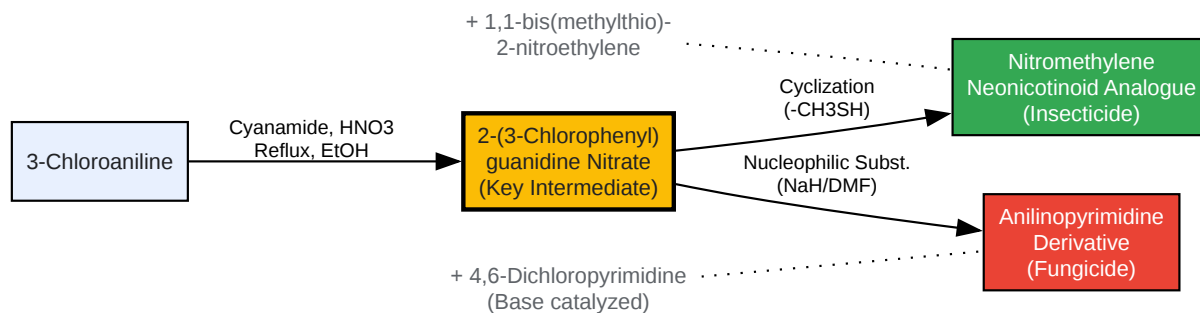 + 1,1-bis(methylthio)-
2-nitroethylene
Nitromethylene
Neonicotinoid Analogue
(Insecticide)
Cyclization
(-CH3SH)
Cyanamide, HNO3
Reflux, EtOH
3-Chloroaniline
2-(3-Chlorophenyl)
guanidine Nitrate
(Key Intermediate)
Nucleophilic Subst.
(NaH/DMF)
Anilinopyrimidine
Derivative
(Fungicide)
+ 4,6-Dichloropyrimidine
(Base catalyzed)